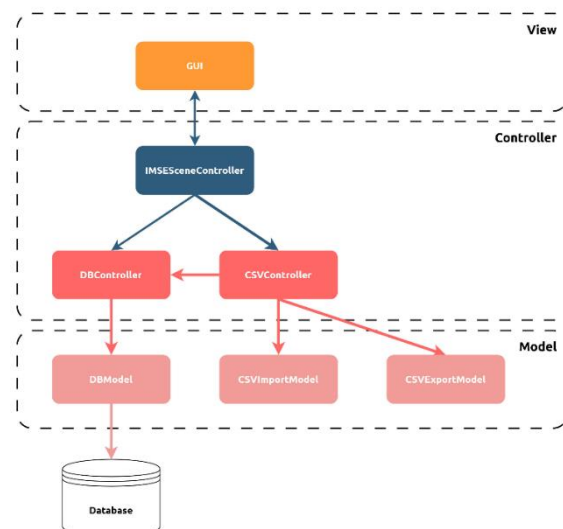 View
GUI
Controller
IMSESceneController
DBController
CSVController
Model
DBModel
CSVImportModel
CSVExportModel
Database